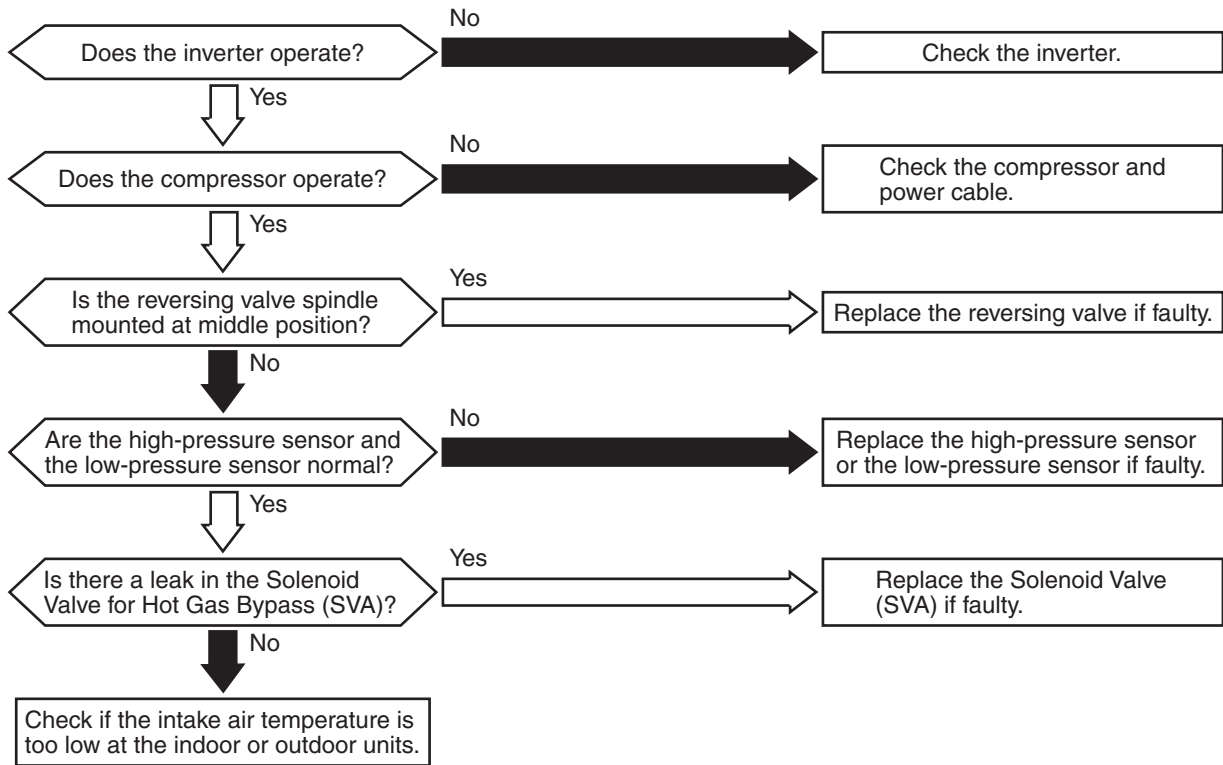 Does the inverter operate?
No
Check the inverter.
Yes
Does the compressor operate?
No
Check the compressor and
power cable.
Yes
Is the reversing valve spindle
mounted at middle position?
Yes
Replace the reversing valve if faulty.
No
Are the high-pressure sensor and
the low-pressure sensor normal?
No
Replace the high-pressure sensor
or the low-pressure sensor if faulty.
Yes
Is there a leak in the Solenoid
Valve for Hot Gas Bypass (SVA)?
Yes
Replace the Solenoid Valve
(SVA) if faulty.
No
Check if the intake air temperature is
too low at the indoor or outdoor units.